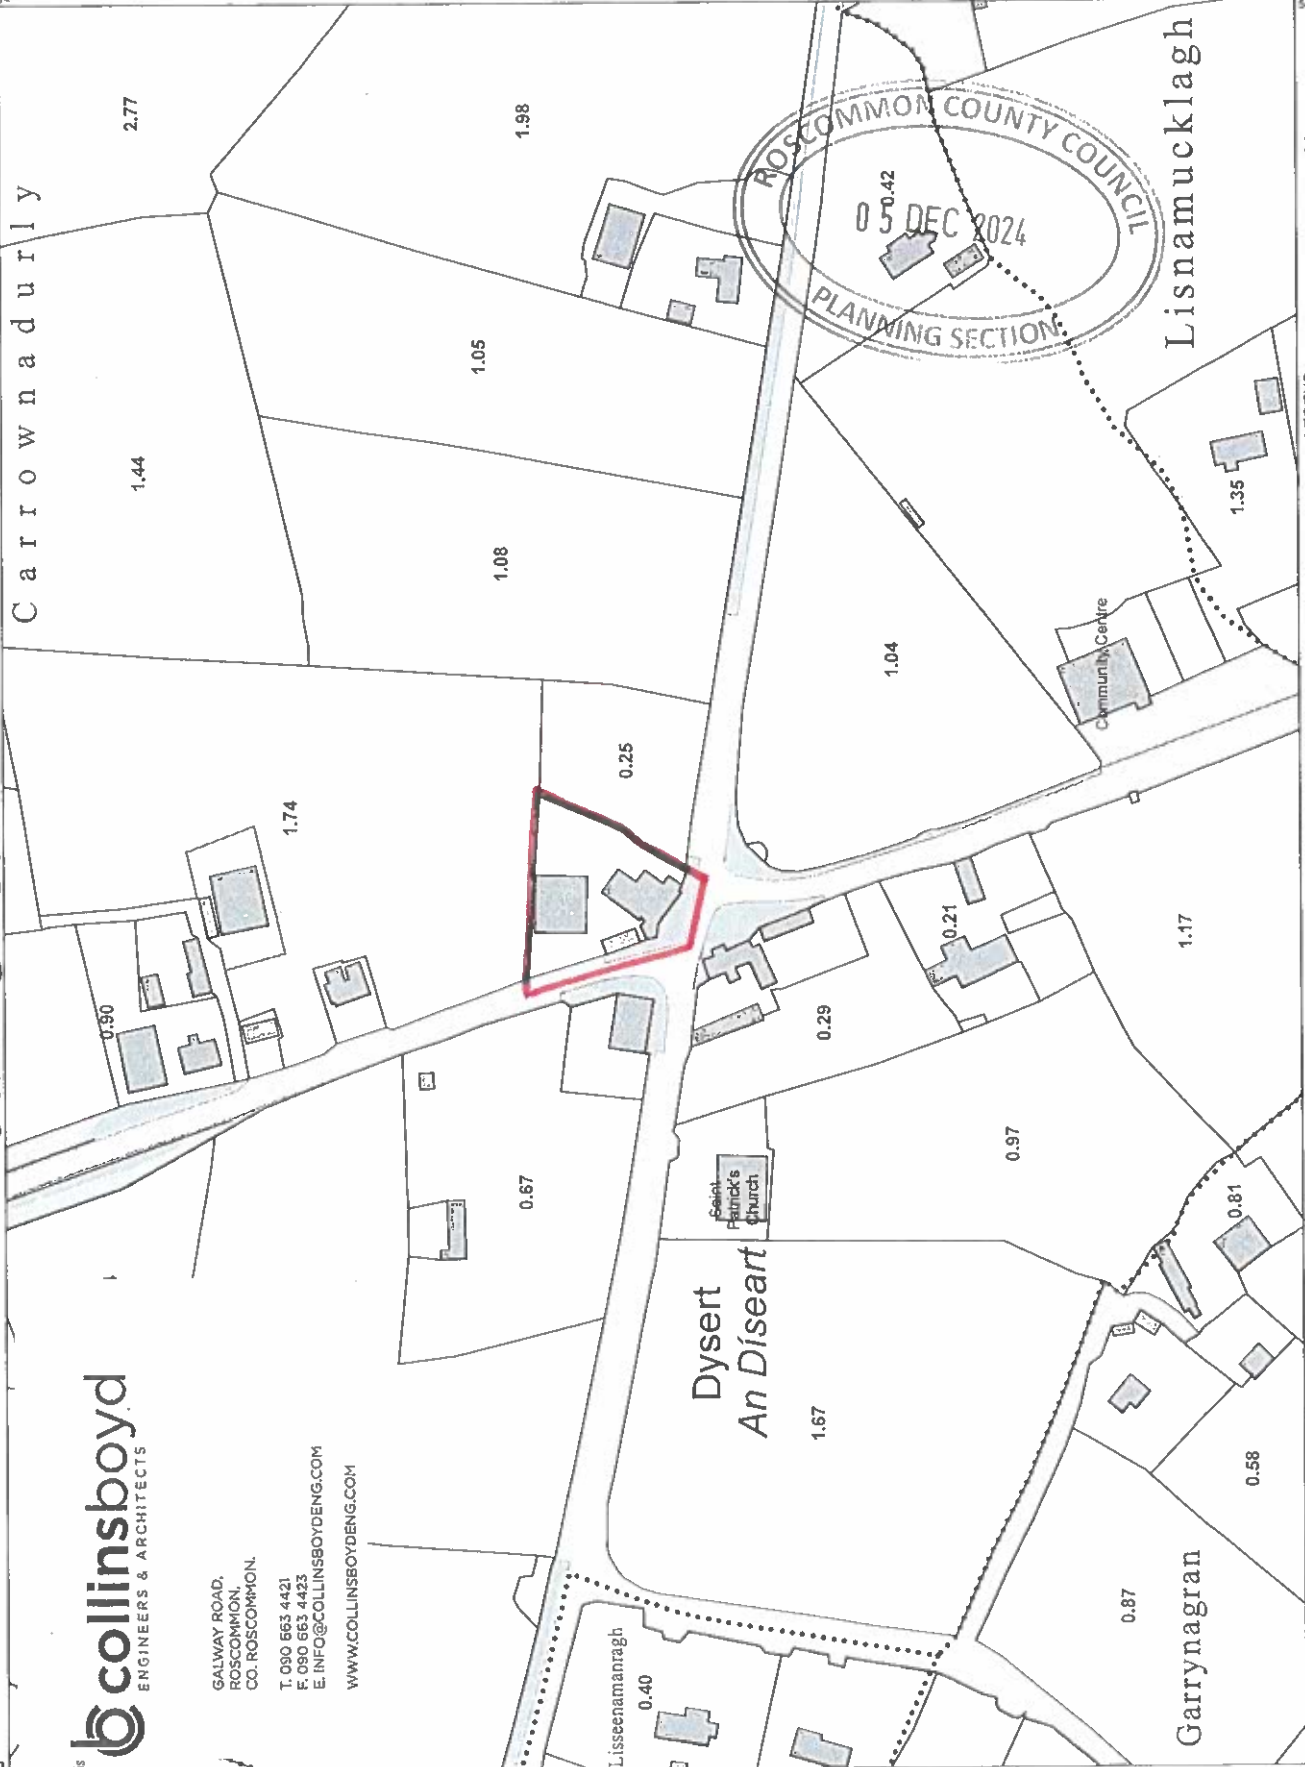 collinsboyd
ENGINEERS & ARCHITECTS
GALWAY ROAD,
ROSCOMMON,
CO. ROSCOMMON.
T. 090 663 4421
F. 090 663 4423
E. INFO@COLLINSBOYDENG.COM
WWW.COLLINSBOYDENG.COM
Carrownadurly
2.77
1.44
1.98
1.05
1.08
1.74
0.90
0.25
0.67
ROSCOMMON COUNTY COUNCIL
05 DEC 2024
PLANNING SECTION
0.42
Lisnamucklagh
1.35
1.04
Community Centre
0.21
1.17
0.29
0.97
Saint
Patrick's
Church
0.81
Dysert
An Díseart
1.67
0.58
0.87
Garrynagran
Lisseenamanragh
0.40